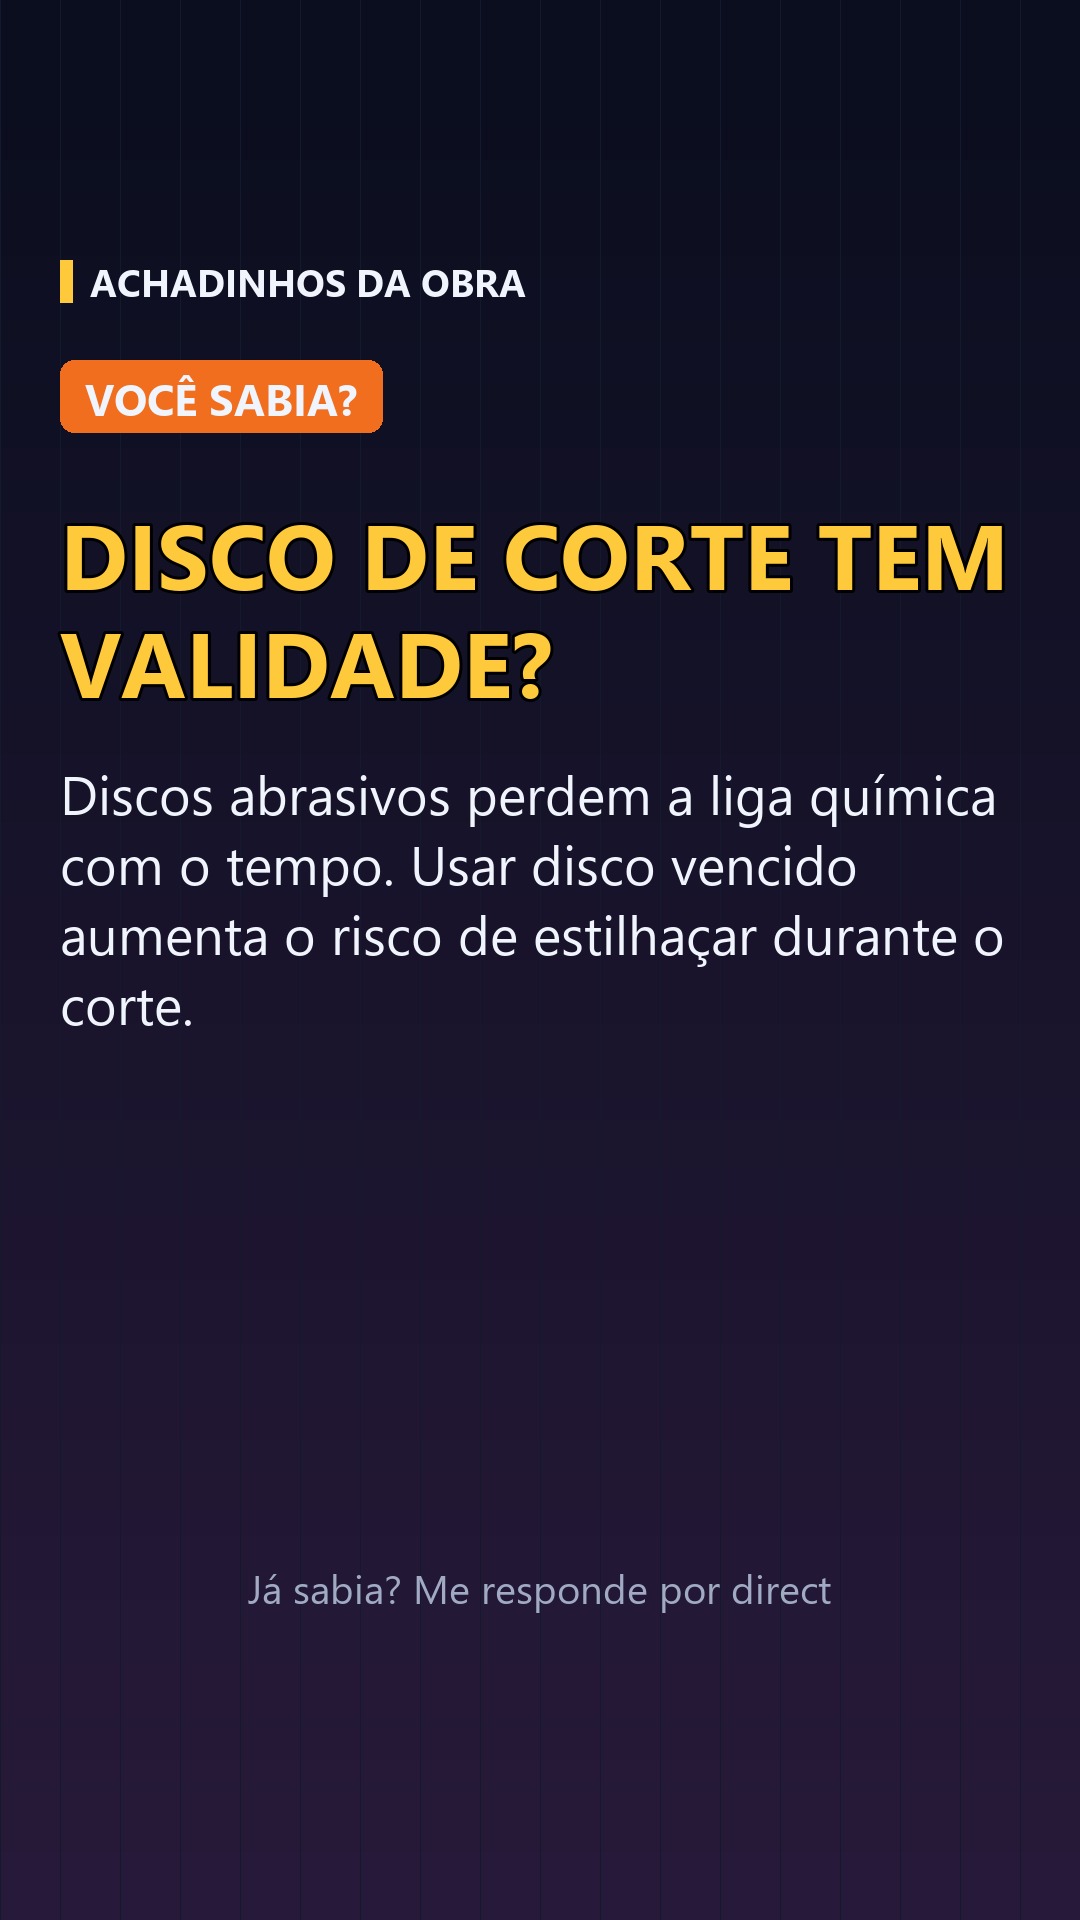 ACHADINHOS DA OBRA
VOCÊ SABIA?
DISCO DE CORTE TEM
VALIDADE?
Discos abrasivos perdem a liga química
com o tempo. Usar disco vencido
aumenta o risco de estilhaçar durante o
corte.
Já sabia? Me responde por direct